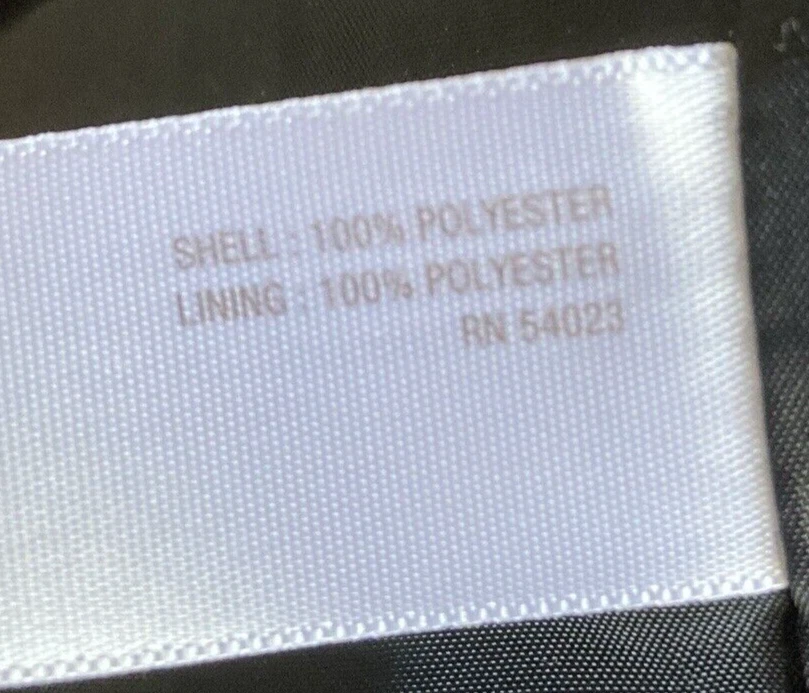 SHELL : 100% POLYESTER
LINING : 100% POLYESTER
RN 54023